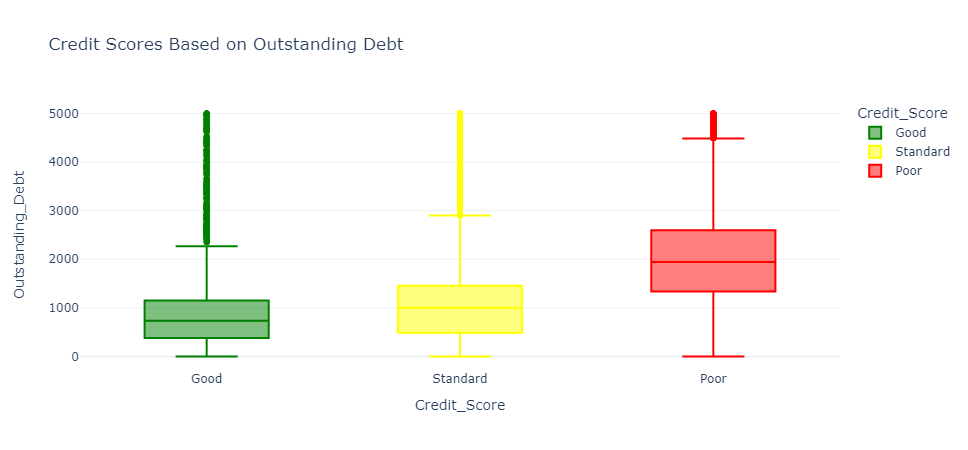 Credit Scores Based on Outstanding Debt
Outstanding_Debt
5000
4000
3000
2000
1000
0
Good
Standard
Poor
Credit_Score
Credit_Score
Good
Standard
Poor